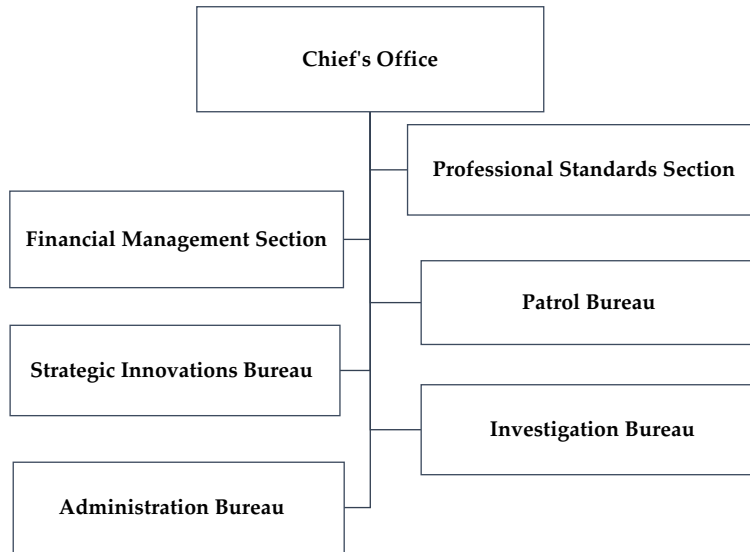 Chief's Office
Professional Standards Section
Financial Management Section
Patrol Bureau
Strategic Innovations Bureau
Investigation Bureau
Administration Bureau